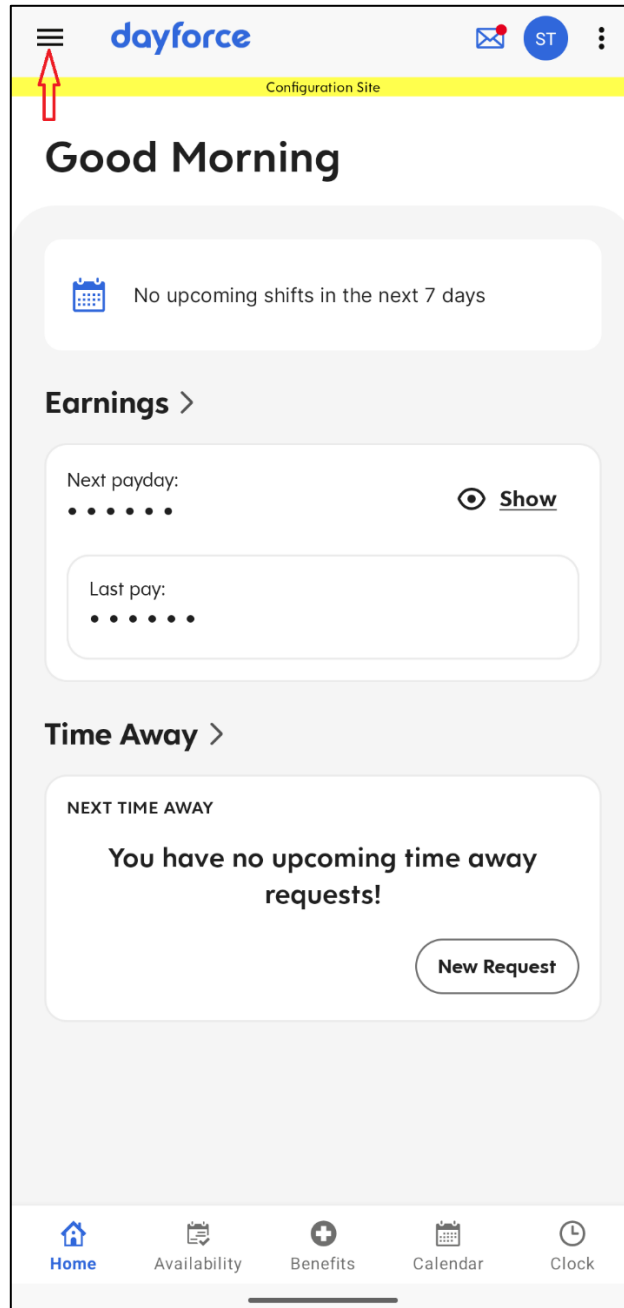 dayforce
ST
Configuration Site
Good Morning
No upcoming shifts in the next 7 days
Earnings >
Next payday:
• • • • • •
Show
Last pay:
• • • • • •
Time Away >
NEXT TIME AWAY
You have no upcoming time away
requests!
New Request
Home
Availability
Benefits
Calendar
Clock